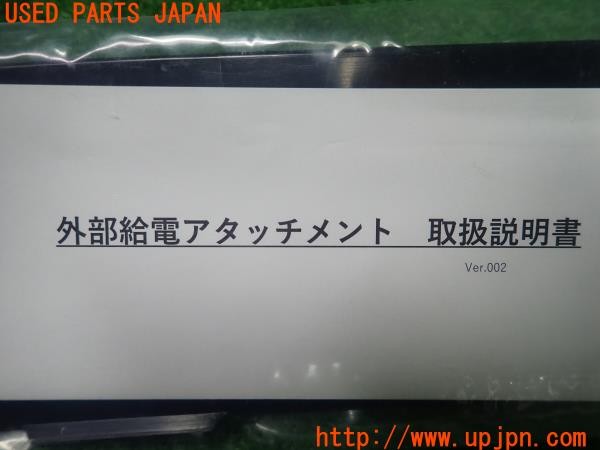 USED PARTS JAPAN
外部給電アタッチメント 取扱説明書
Ver.002
http://www.upjpn.com